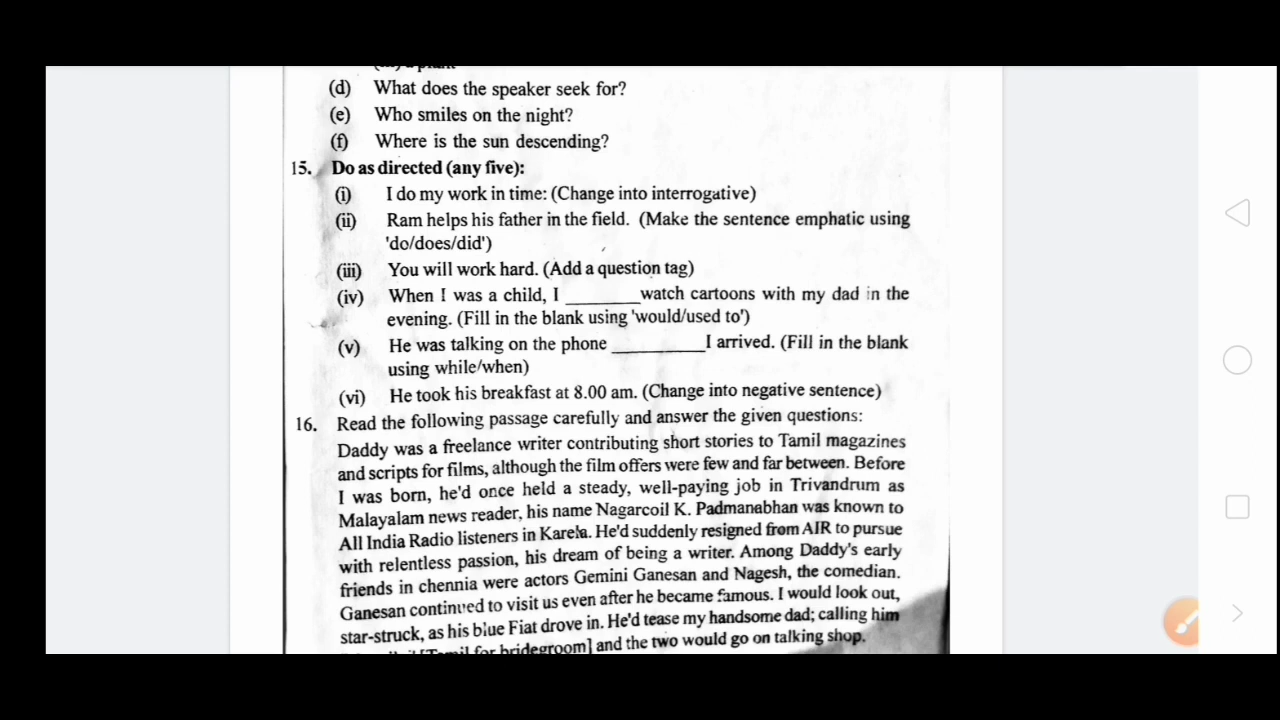 (d) What does the speaker seek for?
(e) Who smiles on the night?
(f) Where is the sun descending?
15. Do as directed (any five):
(i) I do my work in time: (Change into interrogative)
(ii) Ram helps his father in the field. (Make the sentence emphatic using
'do/does/did')
(iii) You will work hard. (Add a question tag)
(iv) When I was a child, I ________watch cartoons with my dad in the
evening. (Fill in the blank using 'would/used to')
(v) He was talking on the phone __________I arrived. (Fill in the blank
using while/when)
(vi) He took his breakfast at 8.00 am. (Change into negative sentence)
16. Read the following passage carefully and answer the given questions:
Daddy was a freelance writer contributing short stories to Tamil magazines
and scripts for films, although the film offers were few and far between. Before
I was born, he'd once held a steady, well-paying job in Trivandrum as
Malayalam news reader, his name Nagarcoil K. Padmanabhan was known to
All India Radio listeners in Karela. He'd suddenly resigned from AIR to pursue
with relentless passion, his dream of being a writer. Among Daddy's early
friends in chennia were actors Gemini Ganesan and Nagesh, the comedian.
Ganesan continued to visit us even after he became famous. I would look out,
star-struck, as his blue Fiat drove in. He'd tease my handsome dad; calling him
for bridegroom] and the two would go on talking shop.